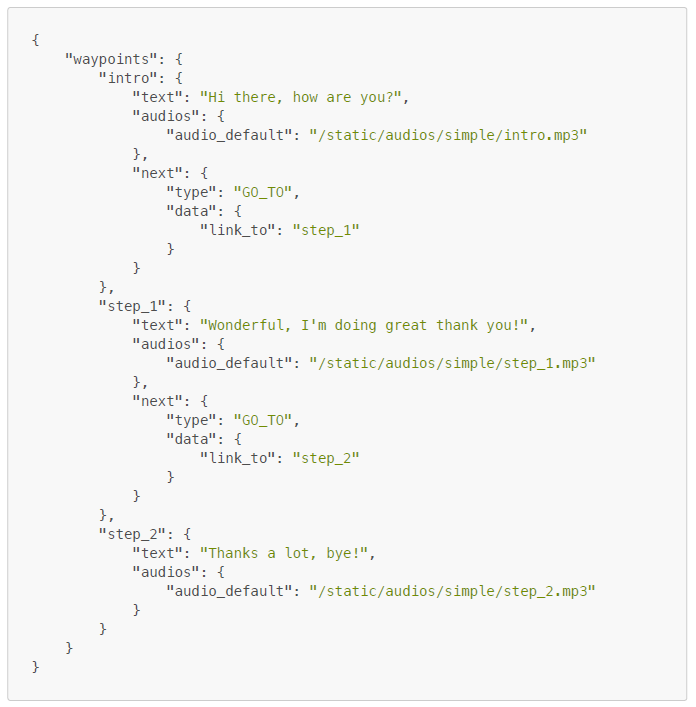 {
    "waypoints": {
        "intro": {
            "text": "Hi there, how are you?",
            "audios": {
                "audio_default": "/static/audios/simple/intro.mp3"
            },
            "next": {
                "type": "GO_TO",
                "data": {
                    "link_to": "step_1"
                }
            }
        },
        "step_1": {
            "text": "Wonderful, I'm doing great thank you!",
            "audios": {
                "audio_default": "/static/audios/simple/step_1.mp3"
            },
            "next": {
                "type": "GO_TO",
                "data": {
                    "link_to": "step_2"
                }
            }
        },
        "step_2": {
            "text": "Thanks a lot, bye!",
            "audios": {
                "audio_default": "/static/audios/simple/step_2.mp3"
            }
        }
    }
}